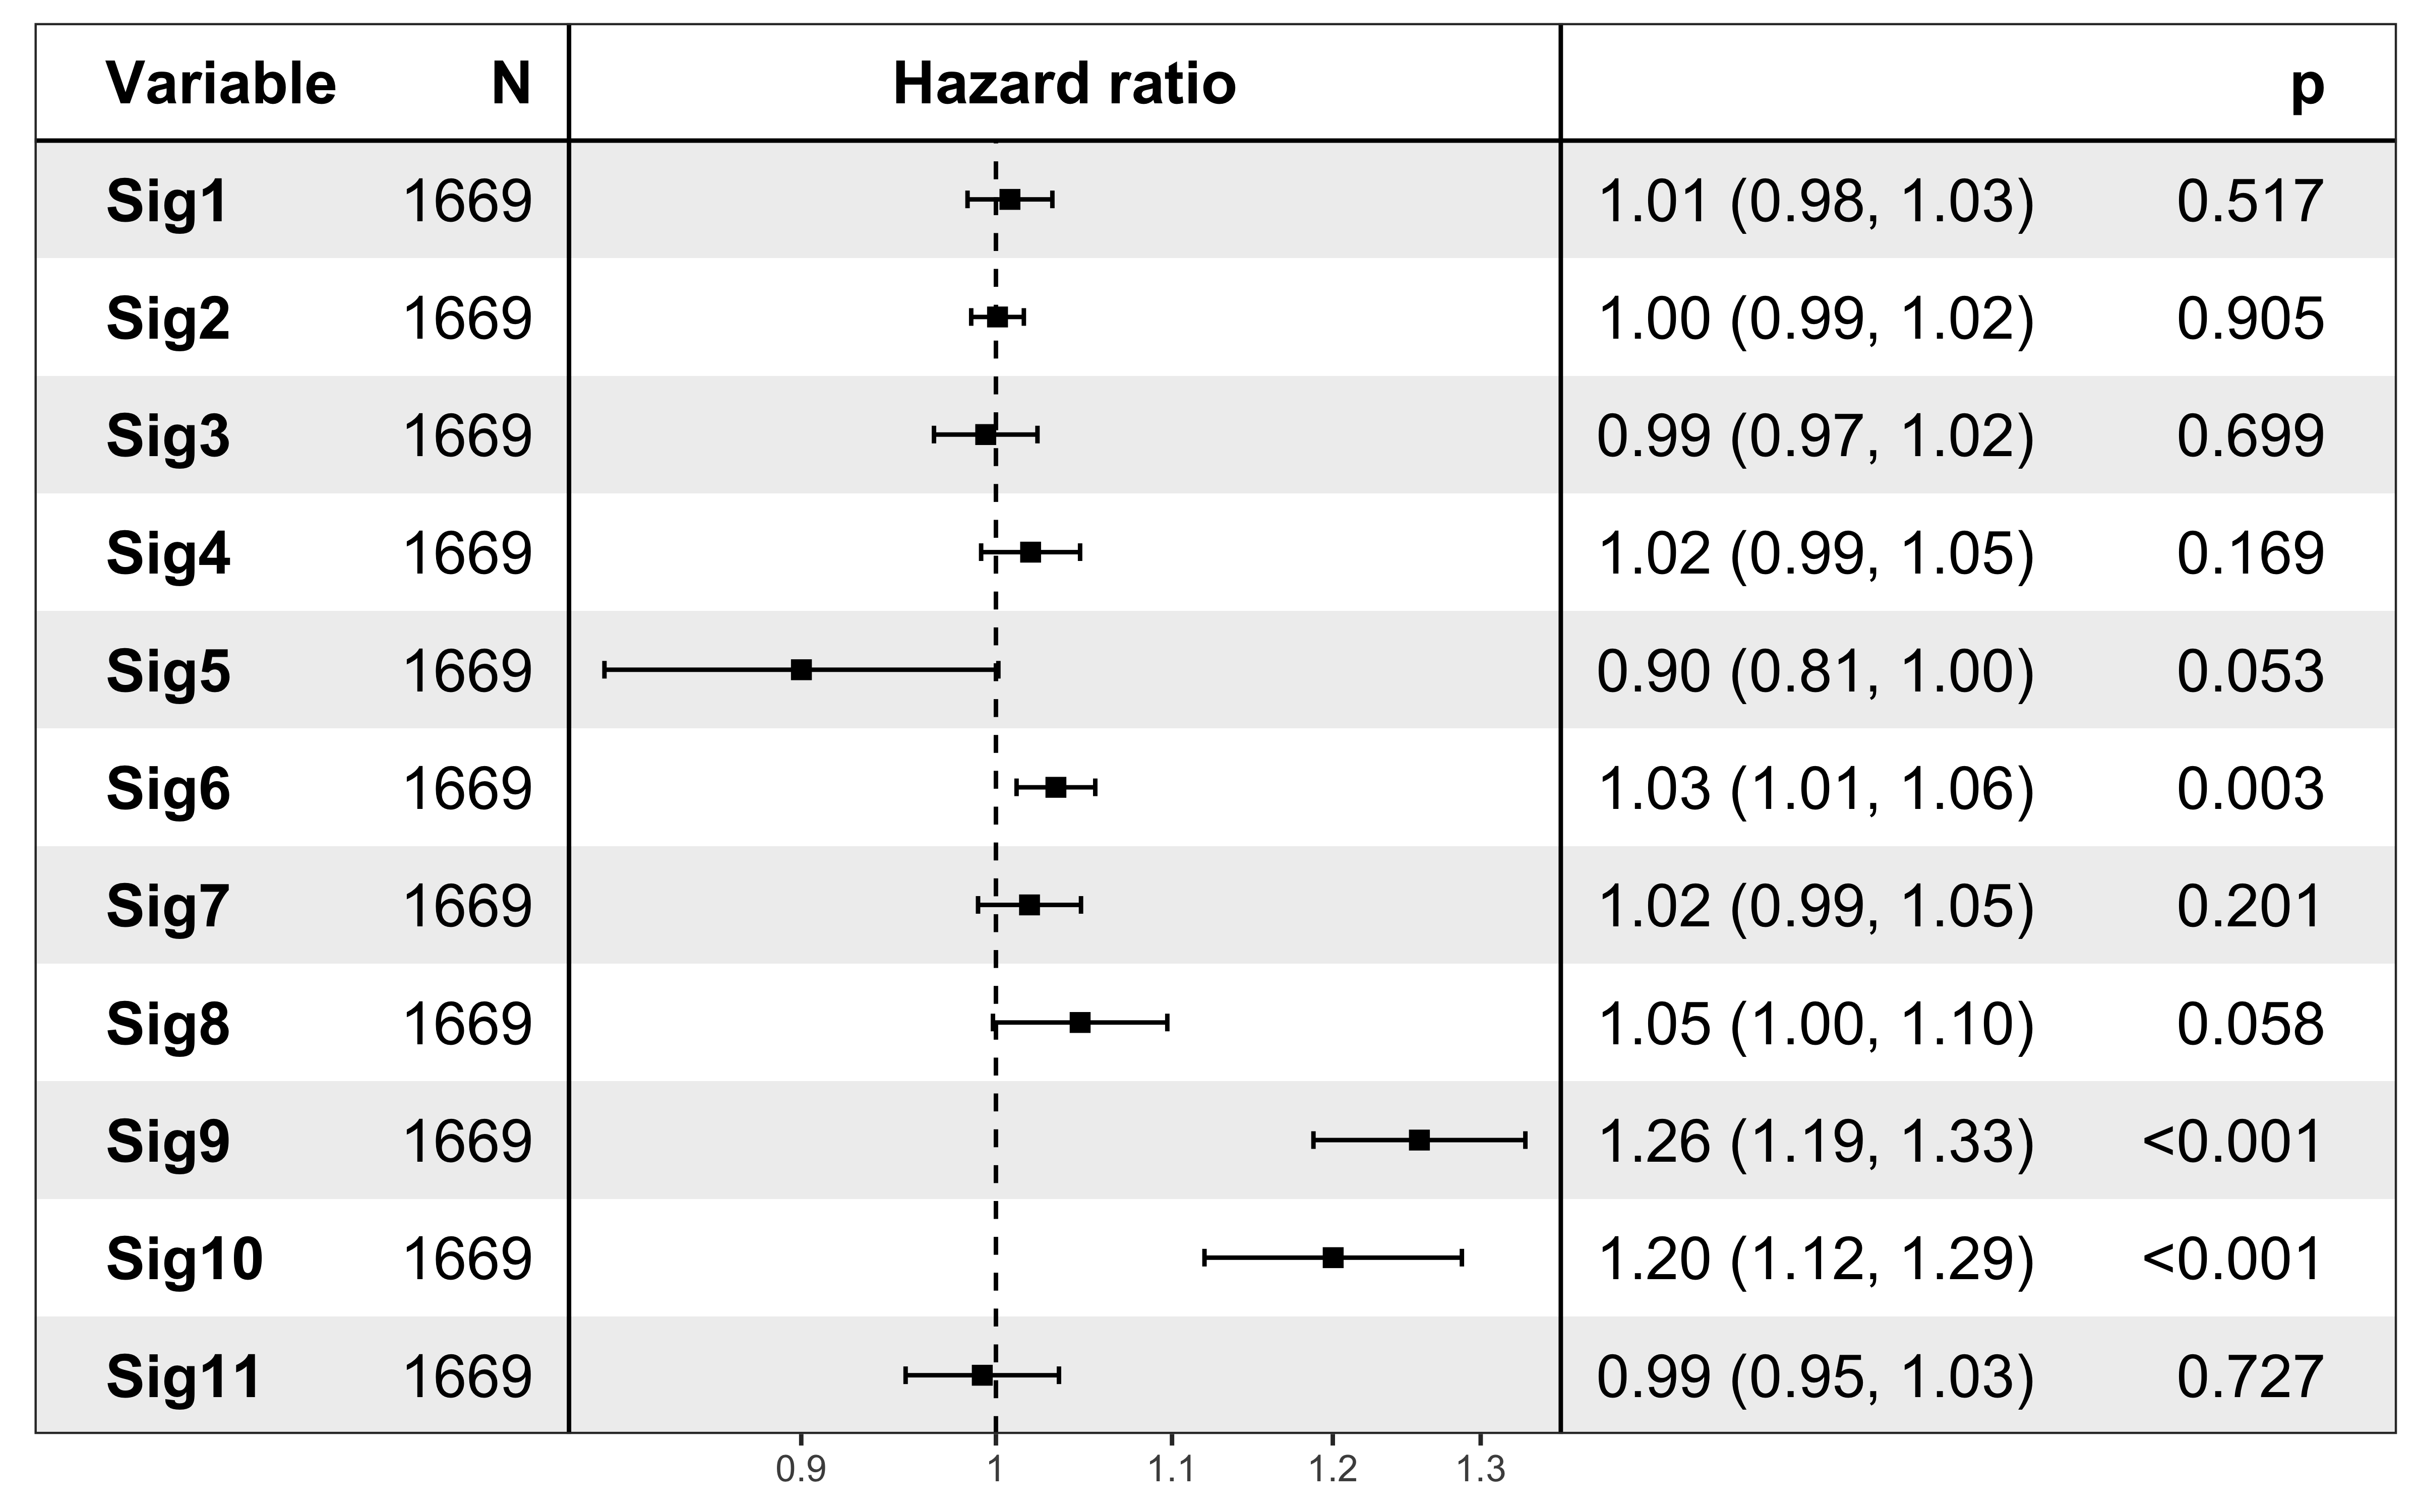 Variable N Hazard ratio p
Sig1 1669 1.01 (0.98, 1.03) 0.517
Sig2 1669 1.00 (0.99, 1.02) 0.905
Sig3 1669 0.99 (0.97, 1.02) 0.699
Sig4 1669 1.02 (0.99, 1.05) 0.169
Sig5 1669 0.90 (0.81, 1.00) 0.053
Sig6 1669 1.03 (1.01, 1.06) 0.003
Sig7 1669 1.02 (0.99, 1.05) 0.201
Sig8 1669 1.05 (1.00, 1.10) 0.058
Sig9 1669 1.26 (1.19, 1.33) <0.001
Sig10 1669 1.20 (1.12, 1.29) <0.001
Sig11 1669 0.99 (0.95, 1.03) 0.727
0.9 1 1.1 1.2 1.3